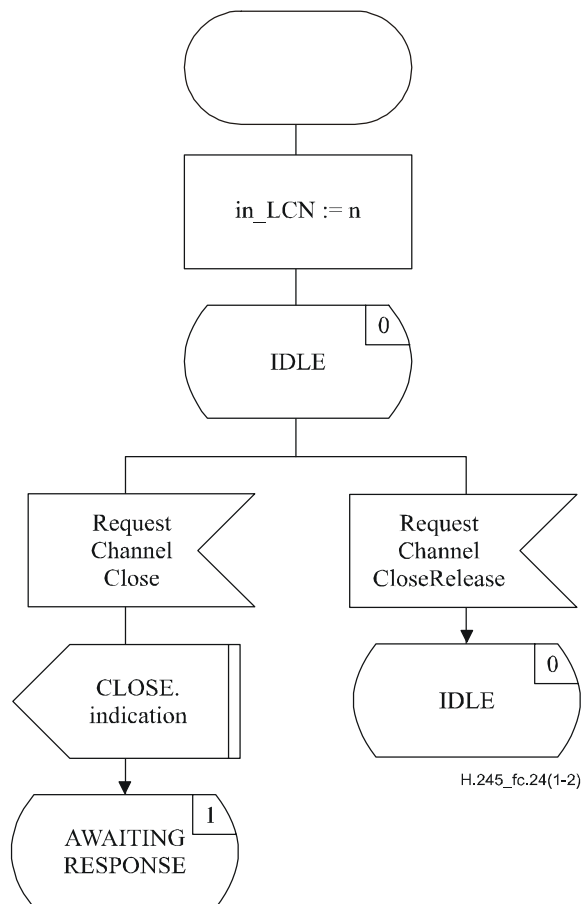 in_LCN := n
0
IDLE
Request
Channel
Close
Request
Channel
CloseRelease
CLOSE.
indication
0
IDLE
H.245_fc.24(1-2)
1
AWAITING
RESPONSE